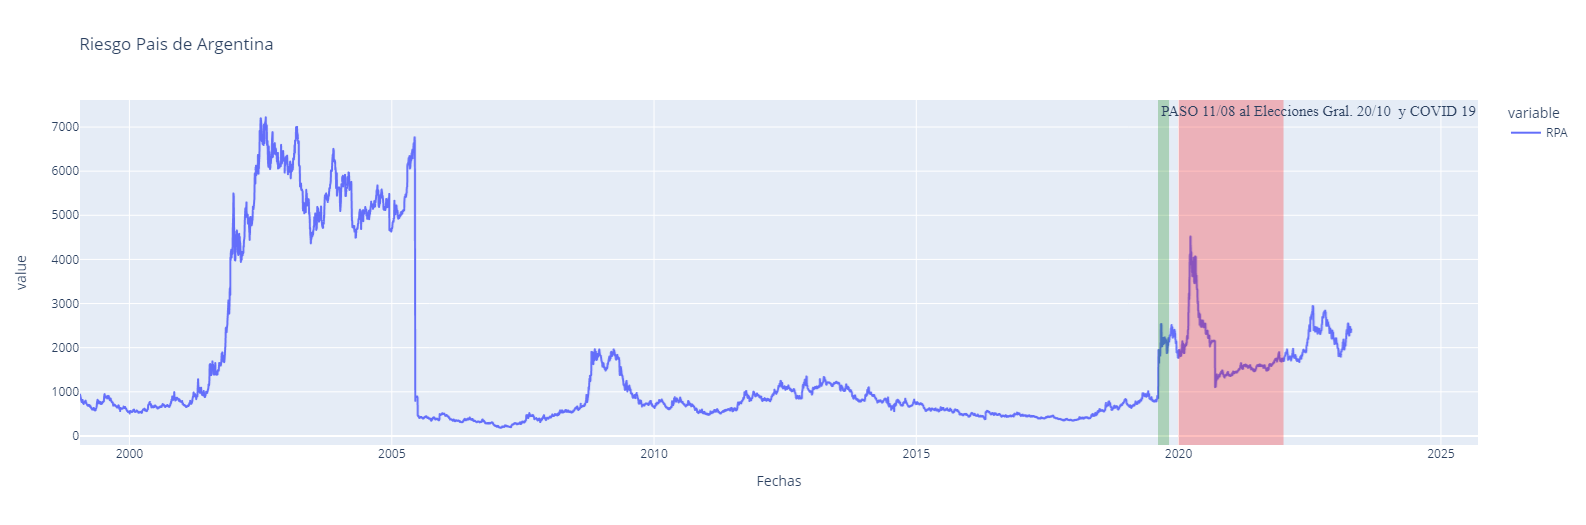 Riesgo Pais de Argentina
PASO 11/08 al Elecciones Gral. 20/10  y COVID 19
variable
RPA
value
7000
6000
5000
4000
3000
2000
1000
0
2000
2005
2010
2015
2020
2025
Fechas